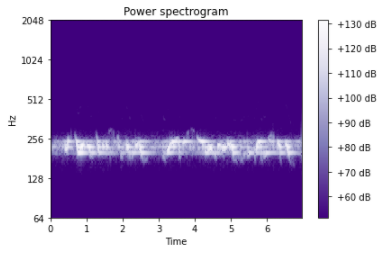 Power spectrogram
2048
1024
512
256
128
64
Hz
0 1 2 3 4 5 6
Time
+130 dB
+120 dB
+110 dB
+100 dB
+90 dB
+80 dB
+70 dB
+60 dB